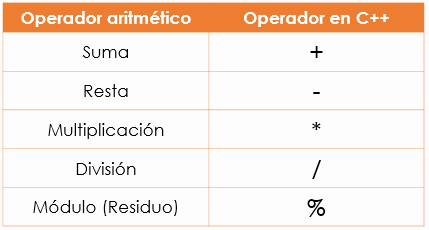 Operador aritmético Operador en C++
Suma +
Resta -
Multiplicación *
División /
Módulo (Residuo) %